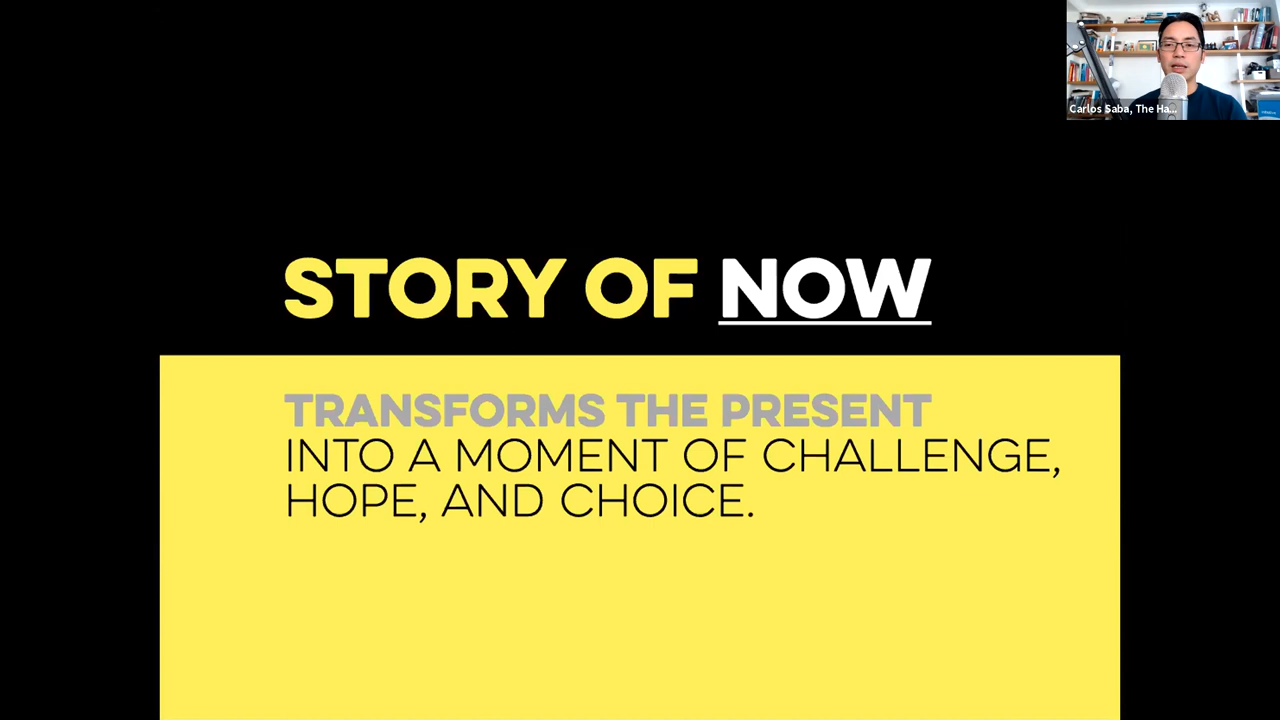 Carlos Saba, The Ha...
STORY OF NOW
TRANSFORMS THE PRESENT
INTO A MOMENT OF CHALLENGE,
HOPE, AND CHOICE.